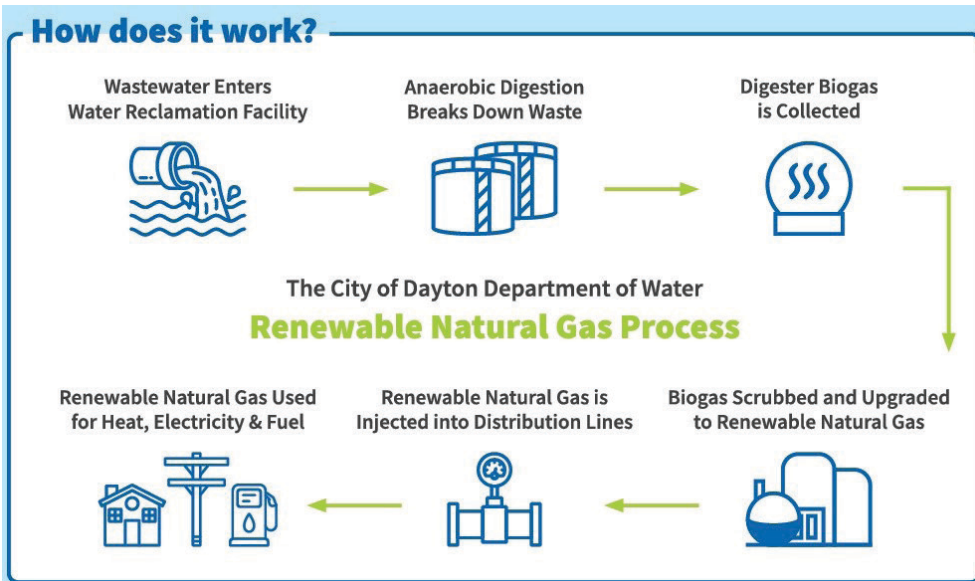 How does it work?
Wastewater Enters
Water Reclamation Facility
Anaerobic Digestion
Breaks Down Waste
Digester Biogas
is Collected
The City of Dayton Department of Water
Renewable Natural Gas Process
Biogas Scrubbed and Upgraded
to Renewable Natural Gas
Renewable Natural Gas is
Injected into Distribution Lines
Renewable Natural Gas Used
for Heat, Electricity & Fuel